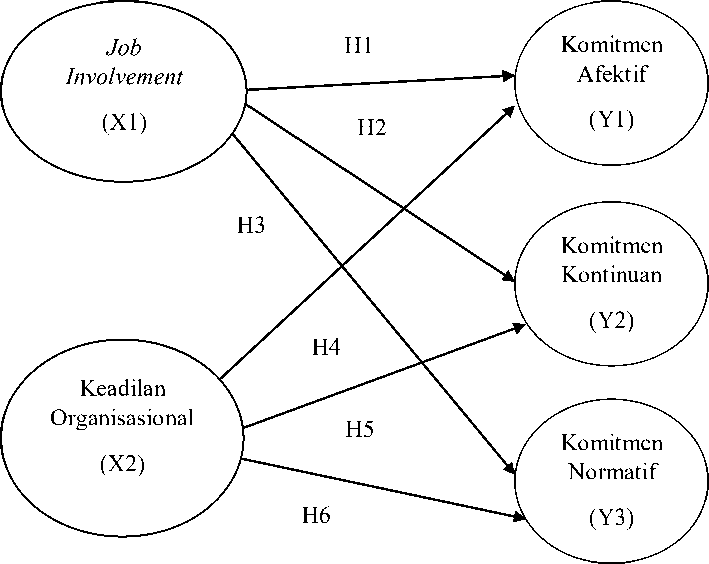 Job
Involvement
(X1)
H1
H2
H3
Komitmen
Afektif
(Y1)
Komitmen
Kontinuan
(Y2)
Keadilan
Organisasional
(X2)
H4
H5
H6
Komitmen
Normatif
(Y3)